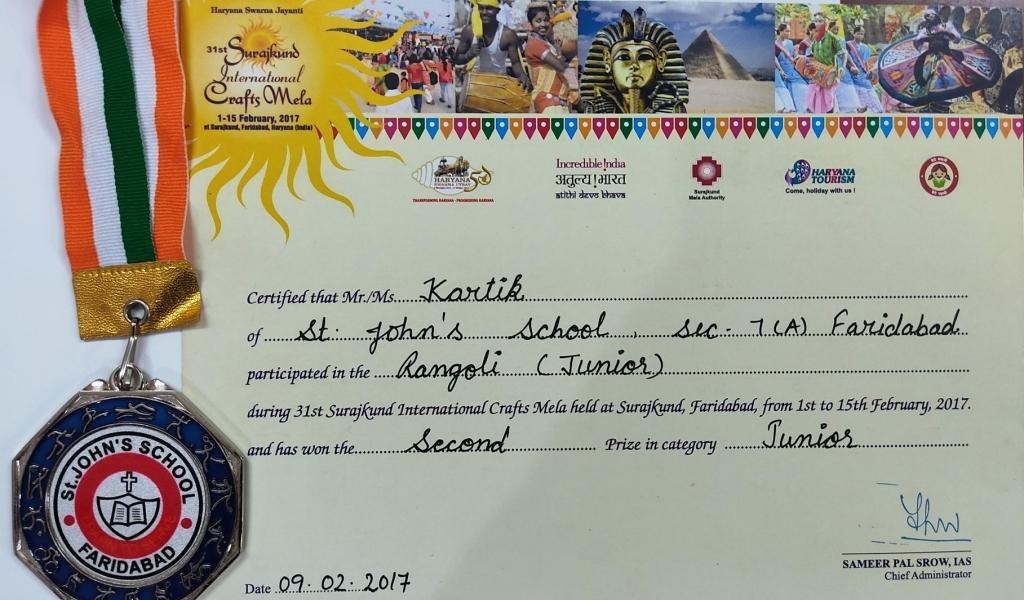 Haryana Swarna Jayanti
31st Surajkund
International
Crafts Mela
1-15 February, 2017
at Surajkund, Faridabad, Haryana (India)
HARYANA
SWARNA UTSAV 50
TRANSFORMING HARYANA - PROGRESSING HARYANA
Incredible !ndia
अतुल्य ! भारत
atithi devo bhava
Surajkund
Mela Authority
HARYANA
TOURISM
Come, holiday with us !
Certified that Mr./Ms. Kartik
of St. John's School, Sec- 7(A) Faridabad
participated in the Rangoli (Junior)
during 31st Surajkund International Crafts Mela held at Surajkund, Faridabad, from 1st to 15th February, 2017.
and has won the Second Prize in category Junior
SAMEER PAL SROW, IAS
Chief Administrator
Date 09.02.2017
St. JOHN'S SCHOOL
FARIDABAD